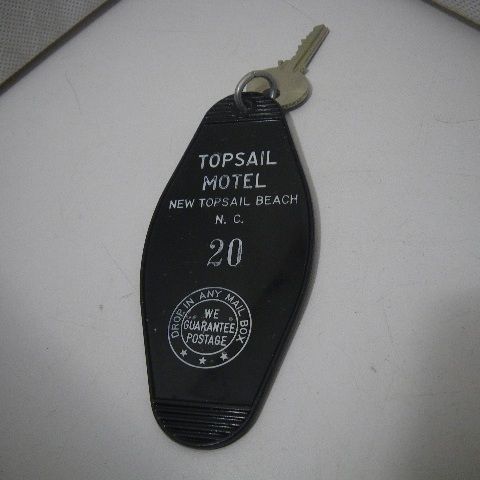 TOPSAIL
MOTEL
NEW TOPSAIL BEACH
N. C.
20
DROP IN ANY MAIL BOX
WE
GUARANTEE
POSTAGE